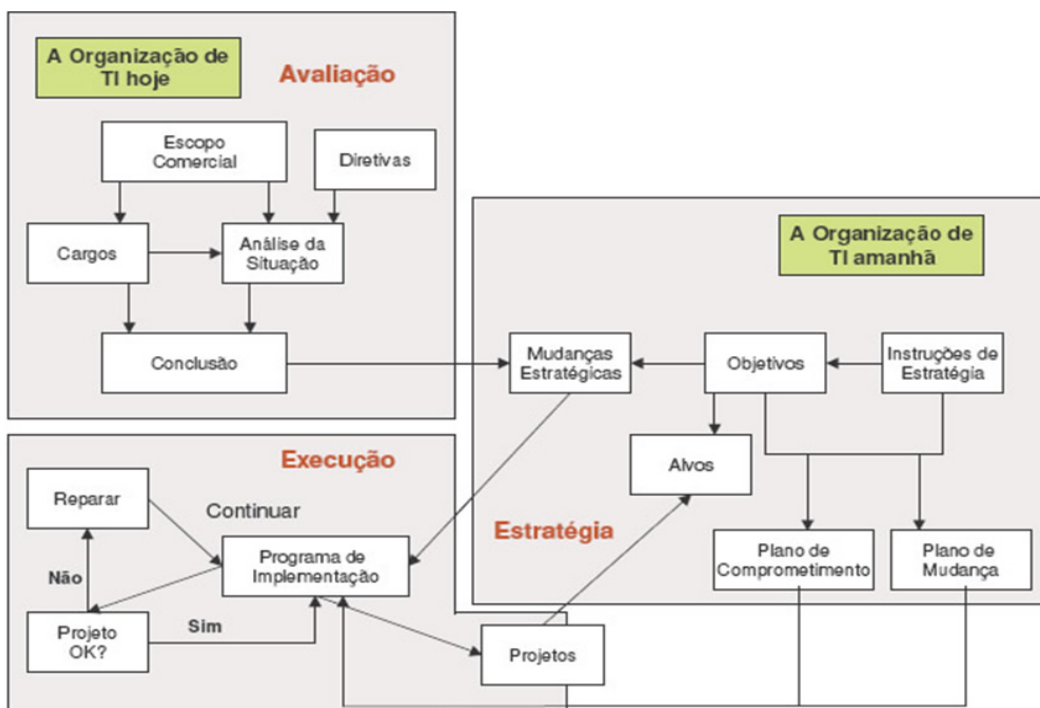 A Organização de
TI hoje
Avaliação
Escopo
Comercial
Diretivas
Cargos
Análise da
Situação
Conclusão
A Organização de
TI amanhã
Mudanças
Estratégicas
Objetivos
Instruções de
Estratégia
Alvos
Estratégia
Plano de
Comprometimento
Plano de
Mudança
Execução
Reparar
Continuar
Programa de
Implementação
Não
Projeto
OK?
Sim
Projetos